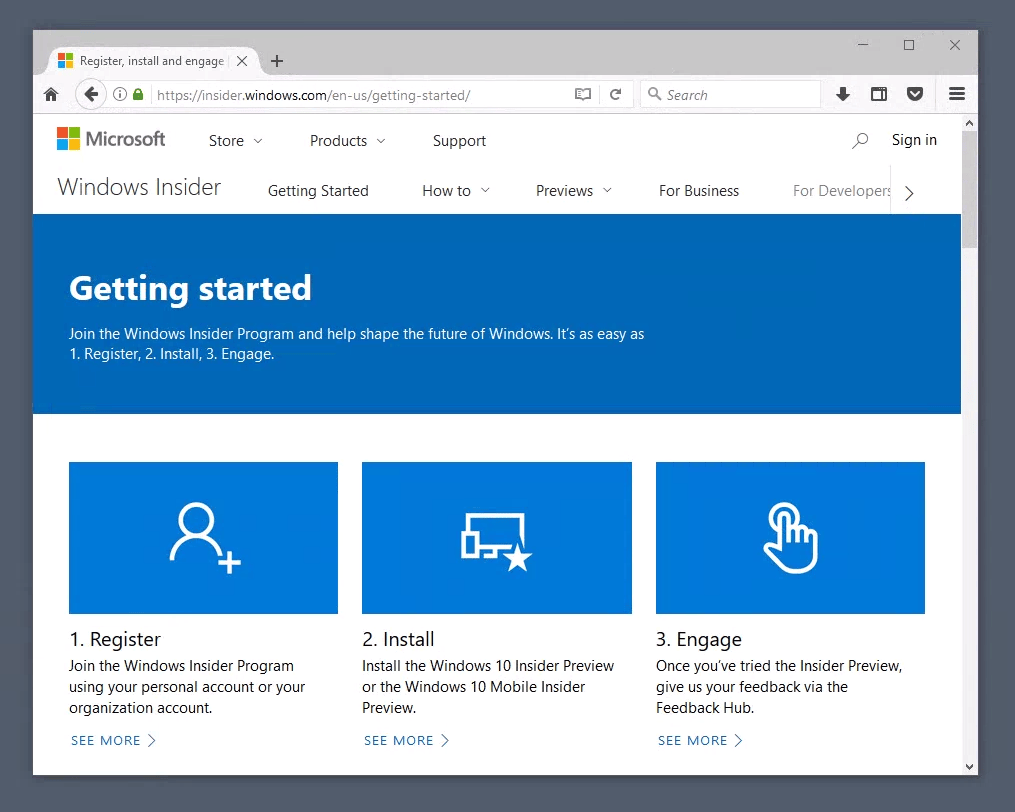 Register, install and engage
https://insider.windows.com/en-us/getting-started/
Search
Microsoft
Store
Products
Support
Sign in
Windows Insider
Getting Started
How to
Previews
For Business
For Developers
Getting started
Join the Windows Insider Program and help shape the future of Windows. It's as easy as
1. Register, 2. Install, 3. Engage.
1. Register
Join the Windows Insider Program
using your personal account or your
organization account.
SEE MORE
2. Install
Install the Windows 10 Insider Preview
or the Windows 10 Mobile Insider
Preview.
SEE MORE
3. Engage
Once you've tried the Insider Preview,
give us your feedback via the
Feedback Hub.
SEE MORE